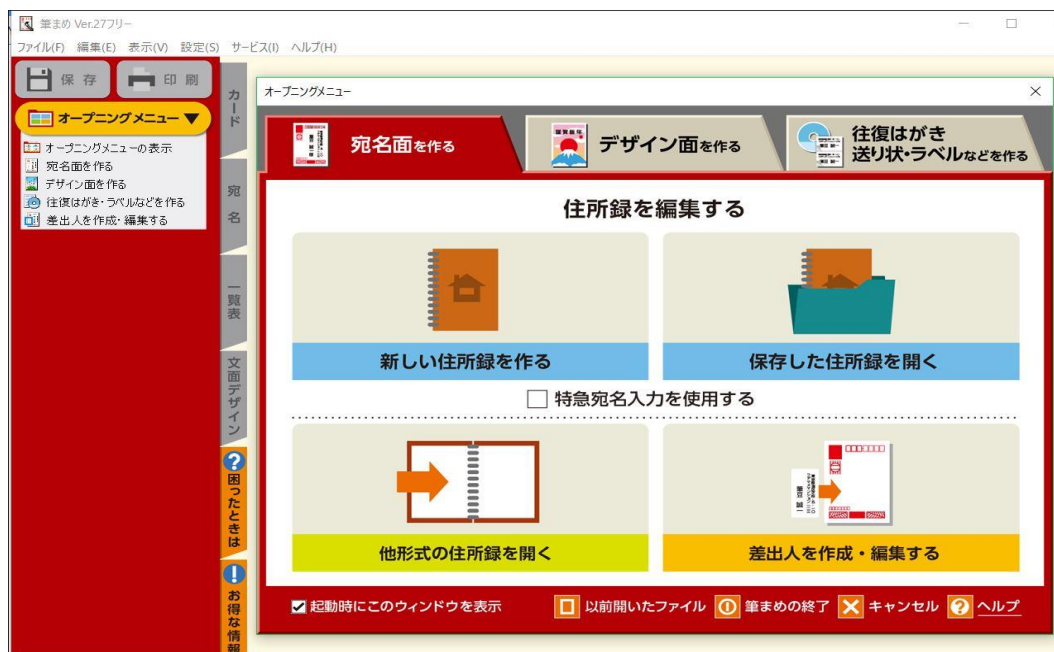 筆まめ Ver.27フリー
ファイル(F) 編集(E) 表示(V) 設定(S) サービス(I) ヘルプ(H)
保存
印刷
オープニングメニュー▼
オープニングメニューの表示
宛名面を作る
デザイン面を作る
往復はがき・ラベルなどを作る
差出人を作成・編集する
カード
宛名
一覧表
文面デザイン
?
困ったときは
!
お得な情報
オープニングメニュー
宛名面を作る
デザイン面を作る
往復はがき
送り状・ラベルなどを作る
住所録を編集する
新しい住所録を作る
保存した住所録を開く
特急宛名入力を使用する
他形式の住所録を開く
差出人を作成・編集する
起動時にこのウィンドウを表示
以前開いたファイル
筆まめの終了
キャンセル
? ヘルプ